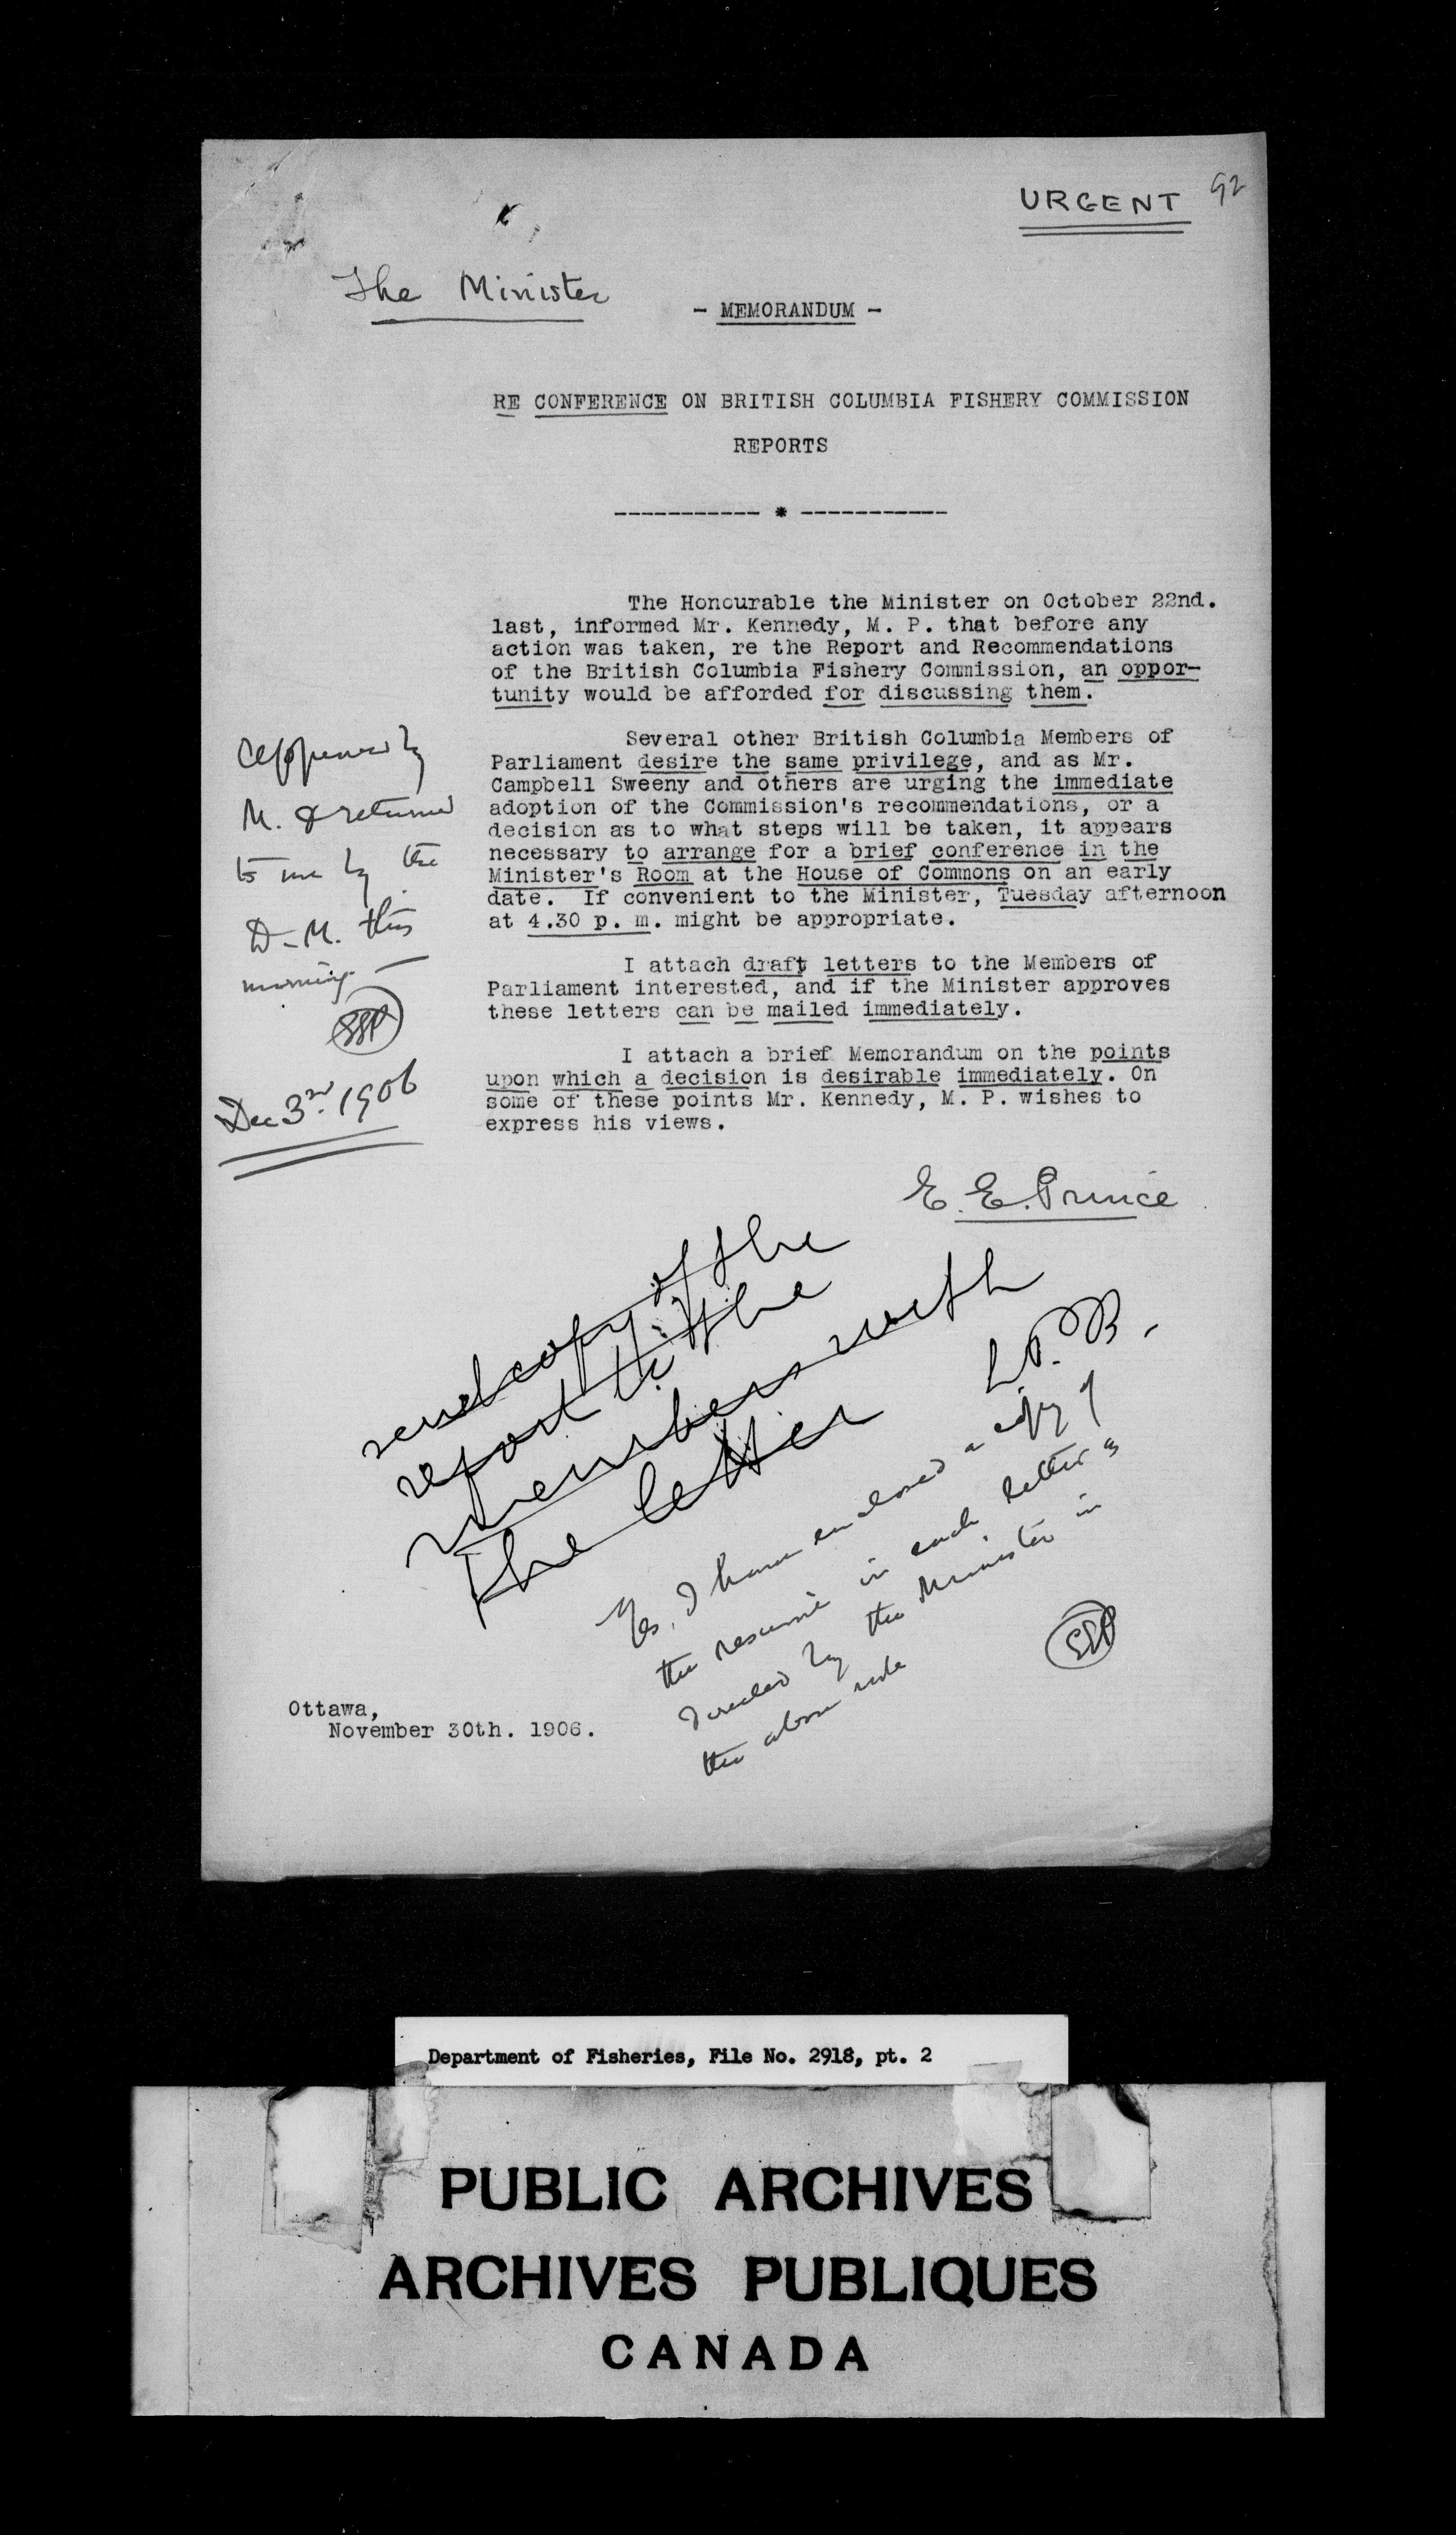 URGENT 92
The Minister
- MEMORANDUM -
RE CONFERENCE ON BRITISH COLUMBIA FISHERY COMMISSION
REPORTS
----------- * -----------
The Honourable the Minister on October 22nd.
last, informed Mr. Kennedy, M. P. that before any
action was taken, re the Report and Recommendations
of the British Columbia Fishery Commission, an oppor-
tunity would be afforded for discussing them.
Several other British Columbia Members of
Parliament desire the same privilege, and as Mr.
Campbell Sweeny and others are urging the immediate
adoption of the Commission's recommendations, or a
decision as to what steps will be taken, it appears
necessary to arrange for a brief conference in the
Minister's Room at the House of Commons on an early
date. If convenient to the Minister, Tuesday afternoon
at 4.30 p. m. might be appropriate.
I attach draft letters to the Members of
Parliament interested, and if the Minister approves
these letters can be mailed immediately.
I attach a brief Memorandum on the points
upon which a decision is desirable immediately. On
some of these points Mr. Kennedy, M. P. wishes to
express his views.
Approved by
M. & returned
to me by the
D-M. this
morning -
Dec 3rd 1906
E. E. Prince
send copy of the
report to the
members with
the letter
L.P.B.
Yes, I have enclosed a copy of
the resumé in each letter as
directed by the Minister in
the above note
Ottawa,
November 30th. 1906.
Department of Fisheries, File No. 2918, pt. 2
PUBLIC ARCHIVES
ARCHIVES PUBLIQUES
CANADA